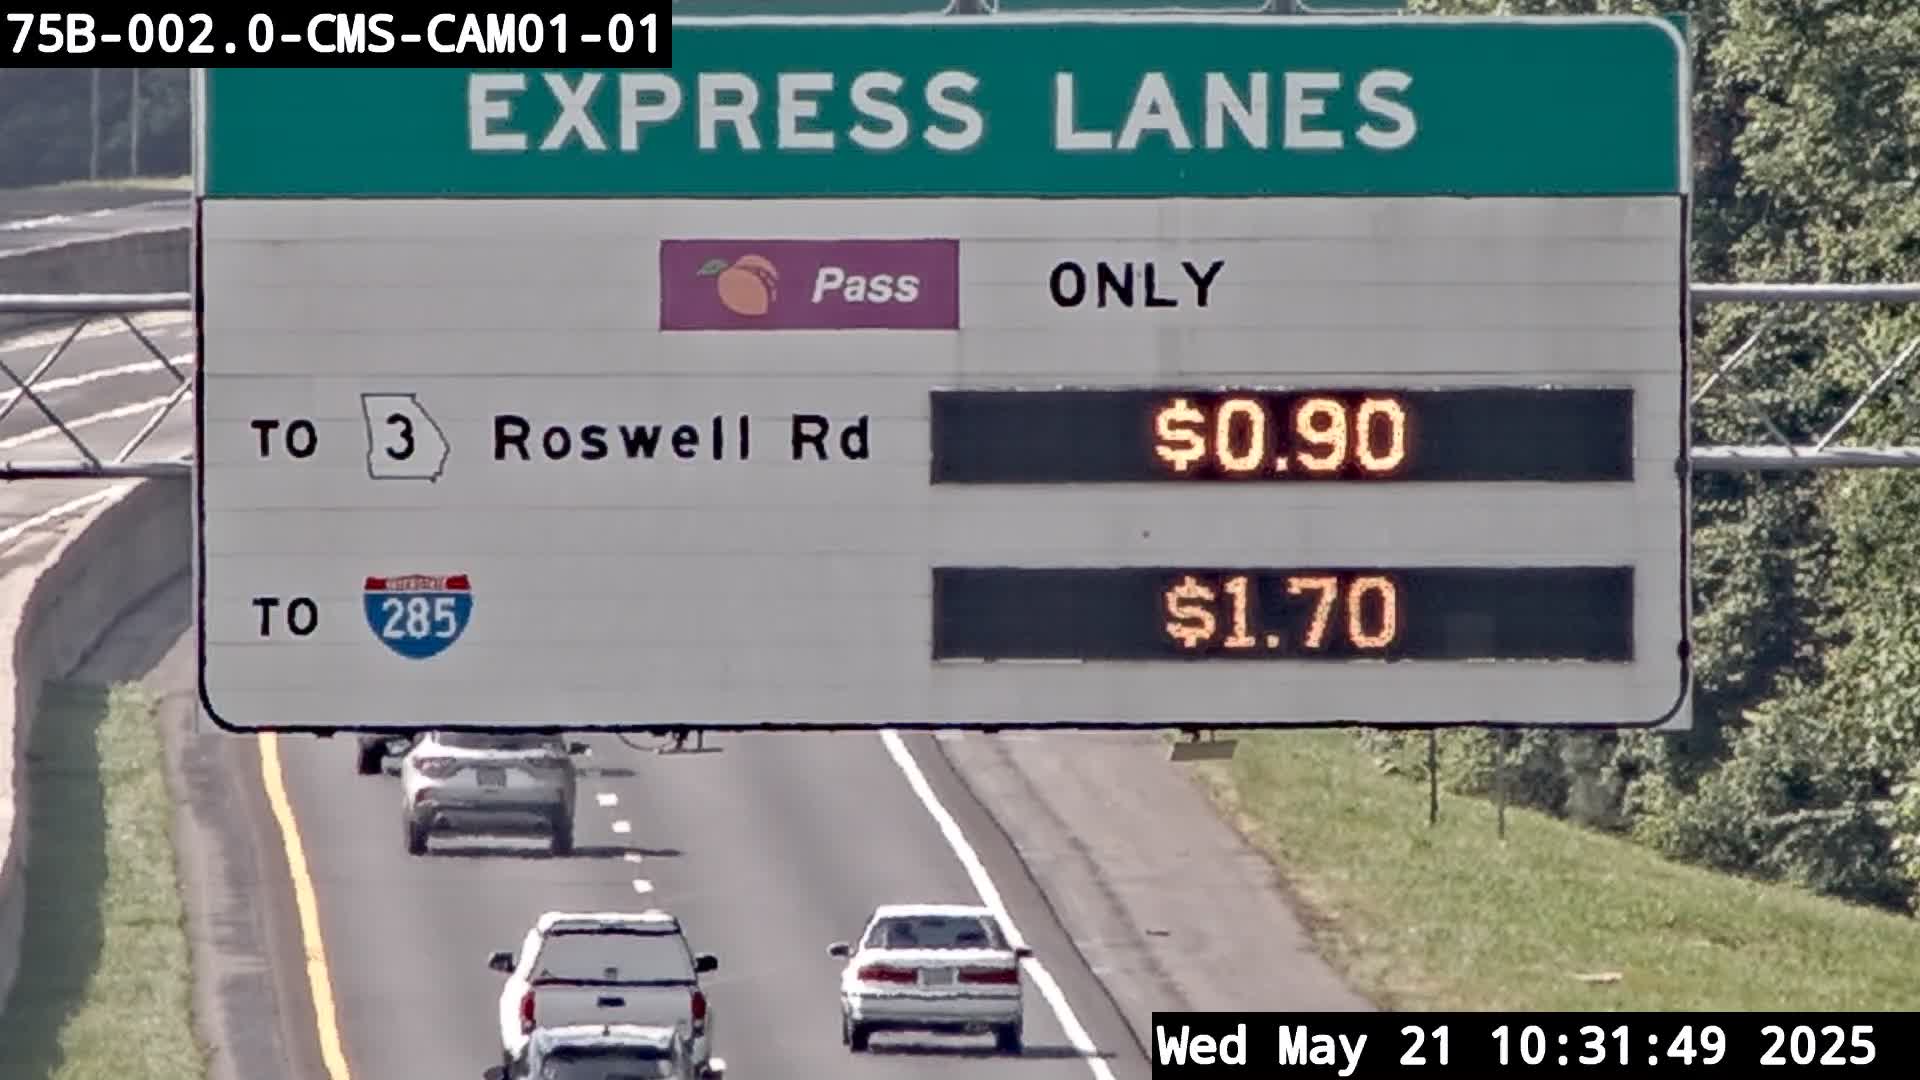 75B-002.0-CMS-CAM01-01
EXPRESS LANES
Pass ONLY
TO 3 Roswell Rd $0.90
TO INTERSTATE 285 $1.70
Wed May 21 10:31:49 2025